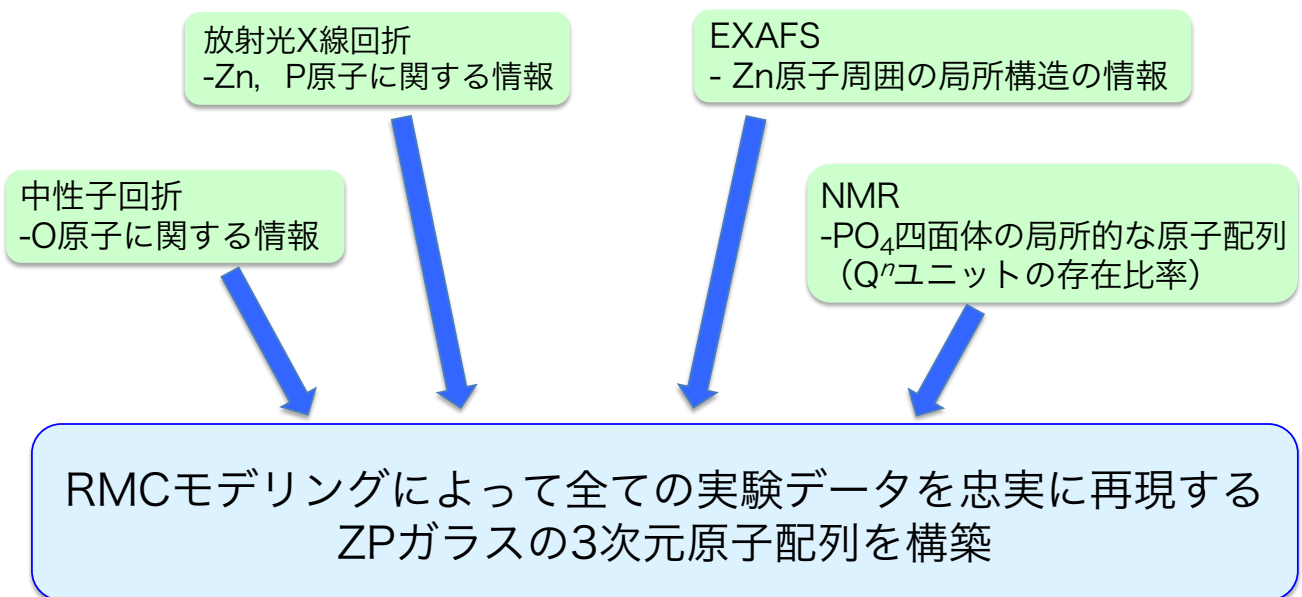 放射光X線回折
-Zn, P原子に関する情報
EXAFS
- Zn原子周囲の局所構造の情報
中性子回折
-O原子に関する情報
NMR
-PO₄四面体の局所的な原子配列
（Qⁿユニットの存在比率）
RMCモデリングによって全ての実験データを忠実に再現する
ZPガラスの3次元原子配列を構築